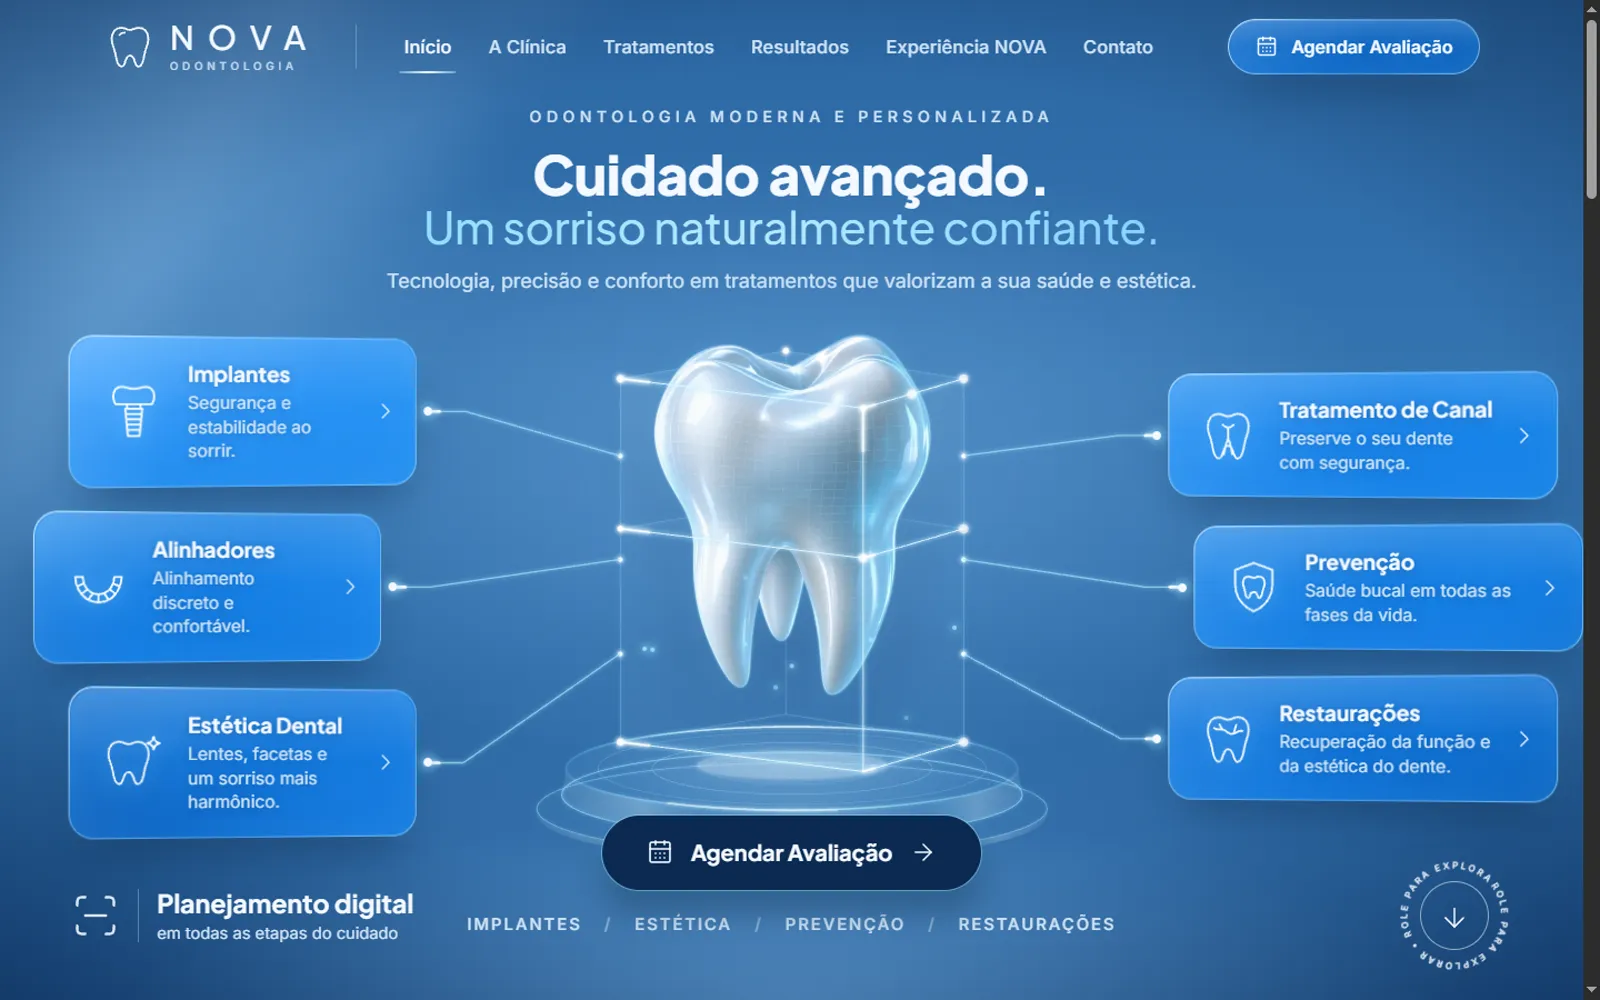 NOVA
ODONTOLOGIA
Início
A Clínica
Tratamentos
Resultados
Experiência NOVA
Contato
Agendar Avaliação
ODONTOLOGIA MODERNA E PERSONALIZADA
Cuidado avançado.
Um sorriso naturalmente confiante.
Tecnologia, precisão e conforto em tratamentos que valorizam a sua saúde e estética.
Implantes
Segurança e
estabilidade ao
sorrir.
Alinhadores
Alinhamento
discreto e
confortável.
Estética Dental
Lentes, facetas e
um sorriso mais
harmônico.
Tratamento de Canal
Preserve o seu dente
com segurança.
Prevenção
Saúde bucal em todas as
fases da vida.
Restaurações
Recuperação da função e
da estética do dente.
Agendar Avaliação
Planejamento digital
em todas as etapas do cuidado
IMPLANTES / ESTÉTICA / PREVENÇÃO / RESTAURAÇÕES
ROLE PARA EXPLORAR • ROLE PARA EXPLORA